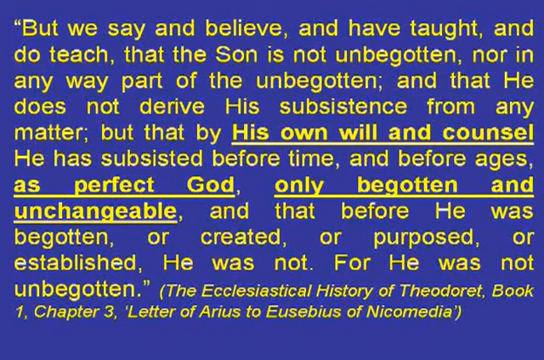 “But we say and believe, and have taught, and
do teach, that the Son is not unbegotten, nor in
any way part of the unbegotten; and that He
does not derive His subsistence from any
matter; but that by His own will and counsel
He has subsisted before time, and before ages,
as perfect God, only begotten and
unchangeable, and that before He was
begotten, or created, or purposed, or
established, He was not. For He was not
unbegotten.” (The Ecclesiastical History of Theodoret, Book
1, Chapter 3, ‘Letter of Arius to Eusebius of Nicomedia’)